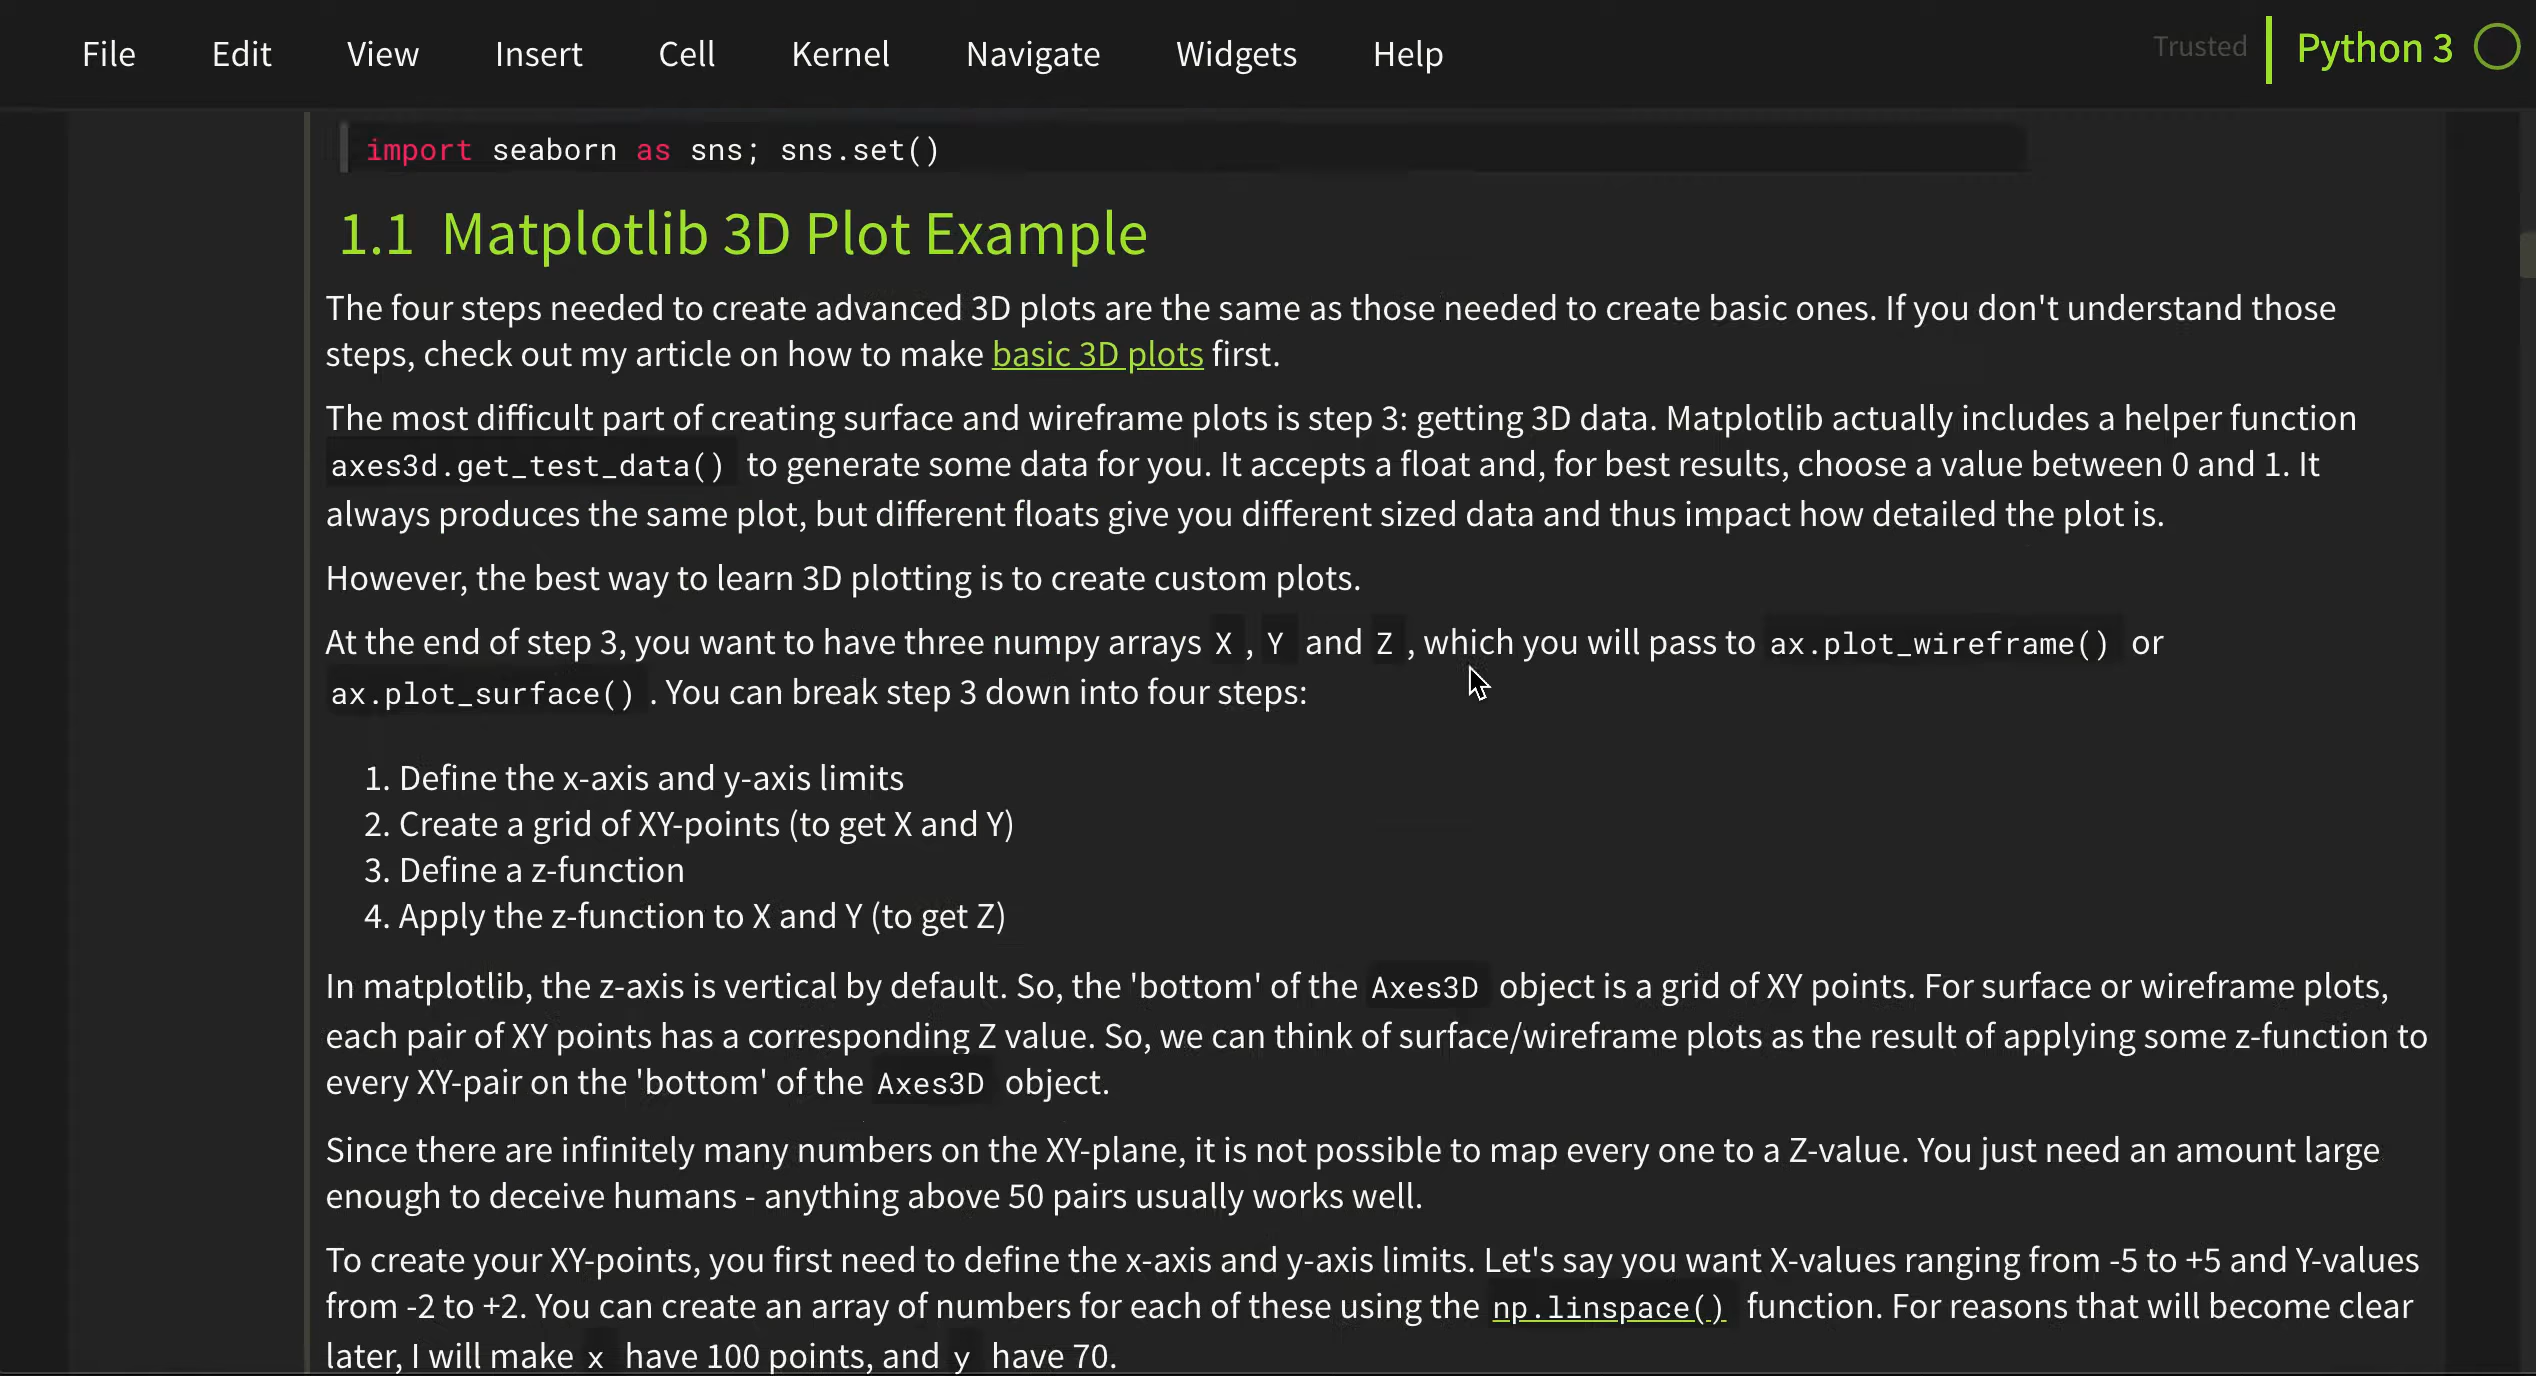 File Edit View Insert Cell Kernel Navigate Widgets Help Trusted Python 3
import seaborn as sns; sns.set()
1.1 Matplotlib 3D Plot Example
The four steps needed to create advanced 3D plots are the same as those needed to create basic ones. If you don't understand those
steps, check out my article on how to make basic 3D plots first.
The most difficult part of creating surface and wireframe plots is step 3: getting 3D data. Matplotlib actually includes a helper function
axes3d.get_test_data() to generate some data for you. It accepts a float and, for best results, choose a value between 0 and 1. It
always produces the same plot, but different floats give you different sized data and thus impact how detailed the plot is.
However, the best way to learn 3D plotting is to create custom plots.
At the end of step 3, you want to have three numpy arrays X , Y and Z , which you will pass to ax.plot_wireframe() or
ax.plot_surface() . You can break step 3 down into four steps:
1. Define the x-axis and y-axis limits
2. Create a grid of XY-points (to get X and Y)
3. Define a z-function
4. Apply the z-function to X and Y (to get Z)
In matplotlib, the z-axis is vertical by default. So, the 'bottom' of the Axes3D object is a grid of XY points. For surface or wireframe plots,
each pair of XY points has a corresponding Z value. So, we can think of surface/wireframe plots as the result of applying some z-function to
every XY-pair on the 'bottom' of the Axes3D object.
Since there are infinitely many numbers on the XY-plane, it is not possible to map every one to a Z-value. You just need an amount large
enough to deceive humans - anything above 50 pairs usually works well.
To create your XY-points, you first need to define the x-axis and y-axis limits. Let's say you want X-values ranging from -5 to +5 and Y-values
from -2 to +2. You can create an array of numbers for each of these using the np.linspace() function. For reasons that will become clear
later, I will make x have 100 points, and y have 70.